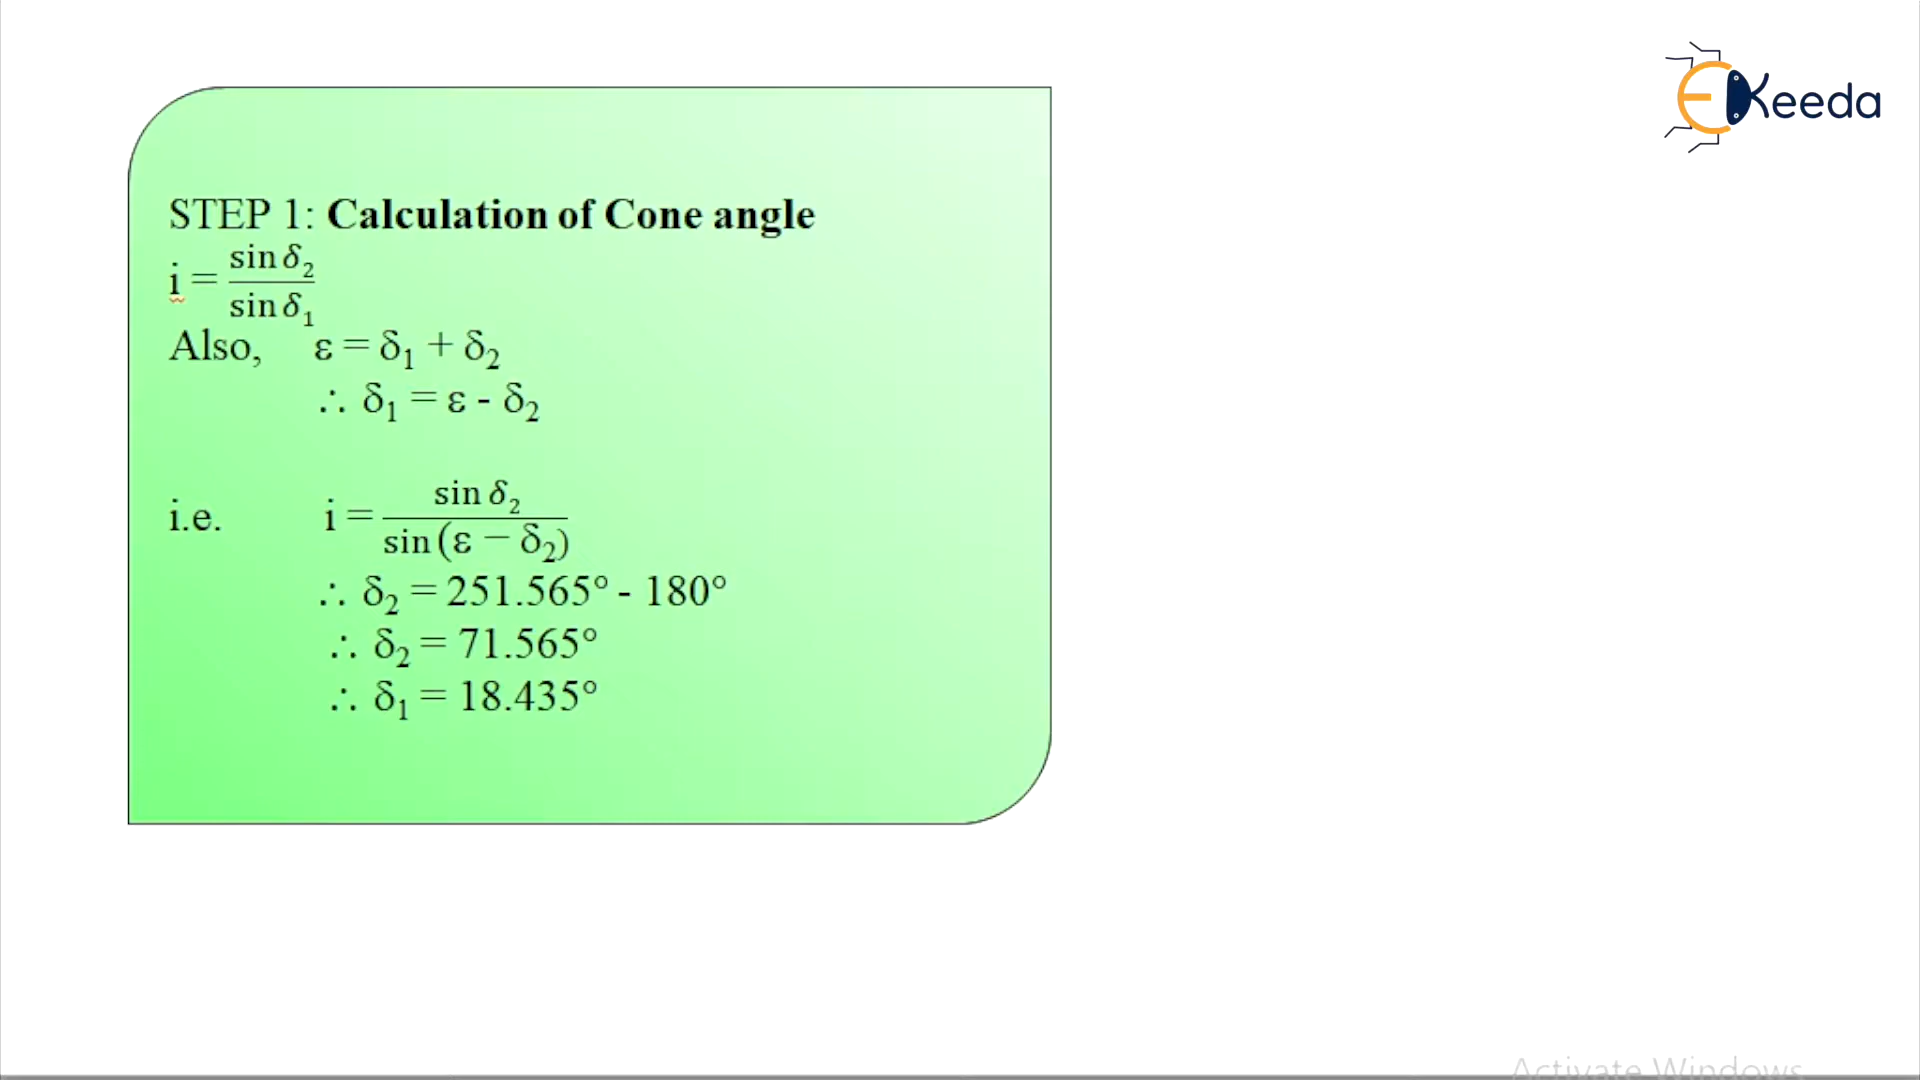 EKeeda
STEP 1: Calculation of Cone angle
i = sin δ₂ / sin δ₁
Also, ε = δ₁ + δ₂
∴ δ₁ = ε - δ₂
i.e. i = sin δ₂ / sin (ε − δ₂)
∴ δ₂ = 251.565° - 180°
∴ δ₂ = 71.565°
∴ δ₁ = 18.435°
Activate Windows